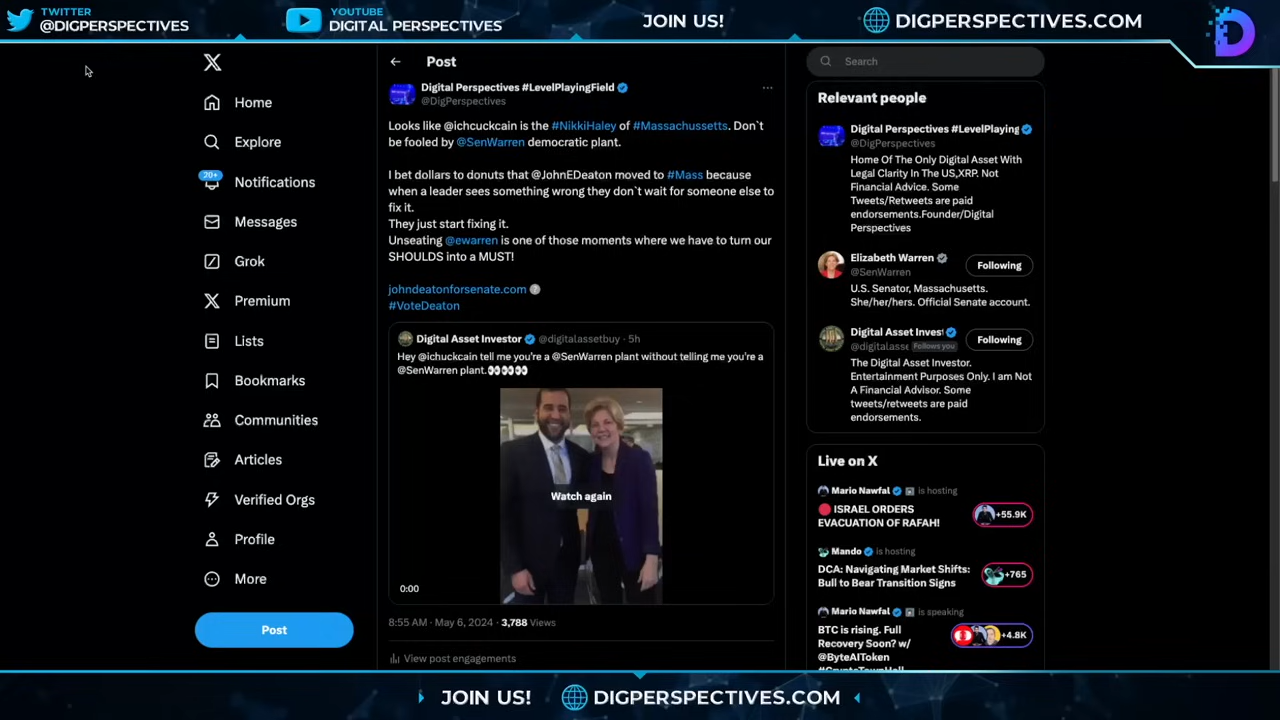 TWITTER
@DIGPERSPECTIVES
YOUTUBE
DIGITAL PERSPECTIVES
JOIN US!
DIGPERSPECTIVES.COM
Home
Explore
20+
Notifications
Messages
Grok
Premium
Lists
Bookmarks
Communities
Articles
Verified Orgs
Profile
More
Post
Post
Digital Perspectives #LevelPlayingField
@DigPerspectives
Looks like @ichcuckcain is the #NikkiHaley of #Massachussetts. Don`t
be fooled by @SenWarren democratic plant.
I bet dollars to donuts that @JohnEDeaton moved to #Mass because
when a leader sees something wrong they don`t wait for someone else to
fix it.
They just start fixing it.
Unseating @ewarren is one of those moments where we have to turn our
SHOULDS into a MUST!
johndeatonforsenate.com
#VoteDeaton
Digital Asset Investor @digitalassetbuy · 5h
Hey @ichuckcain tell me you're a @SenWarren plant without telling me you're a
@SenWarren plant.👀👀👀👀
Watch again
0:00
8:55 AM · May 6, 2024 · 3,788 Views
View post engagements
Search
Relevant people
Digital Perspectives #LevelPlaying
@DigPerspectives
Home Of The Only Digital Asset With
Legal Clarity In The US,XRP. Not
Financial Advice. Some
Tweets/Retweets are paid
endorsements.Founder/Digital
Perspectives
Elizabeth Warren
@SenWarren
Following
U.S. Senator, Massachusetts.
She/her/hers. Official Senate account.
Digital Asset Inves
@digitalasse Follows you
Following
The Digital Asset Investor.
Entertainment Purposes Only. I am Not
A Financial Advisor. Some
tweets/retweets are paid
endorsements.
Live on X
Mario Nawfal is hosting
🔴 ISRAEL ORDERS
EVACUATION OF RAFAH!
+55.9K
Mando is hosting
DCA: Navigating Market Shifts:
Bull to Bear Transition Signs
+765
Mario Nawfal is speaking
BTC is rising. Full
Recovery Soon? w/
@ByteAIToken
#CryptoTownHall
+4.8K
JOIN US!
DIGPERSPECTIVES.COM